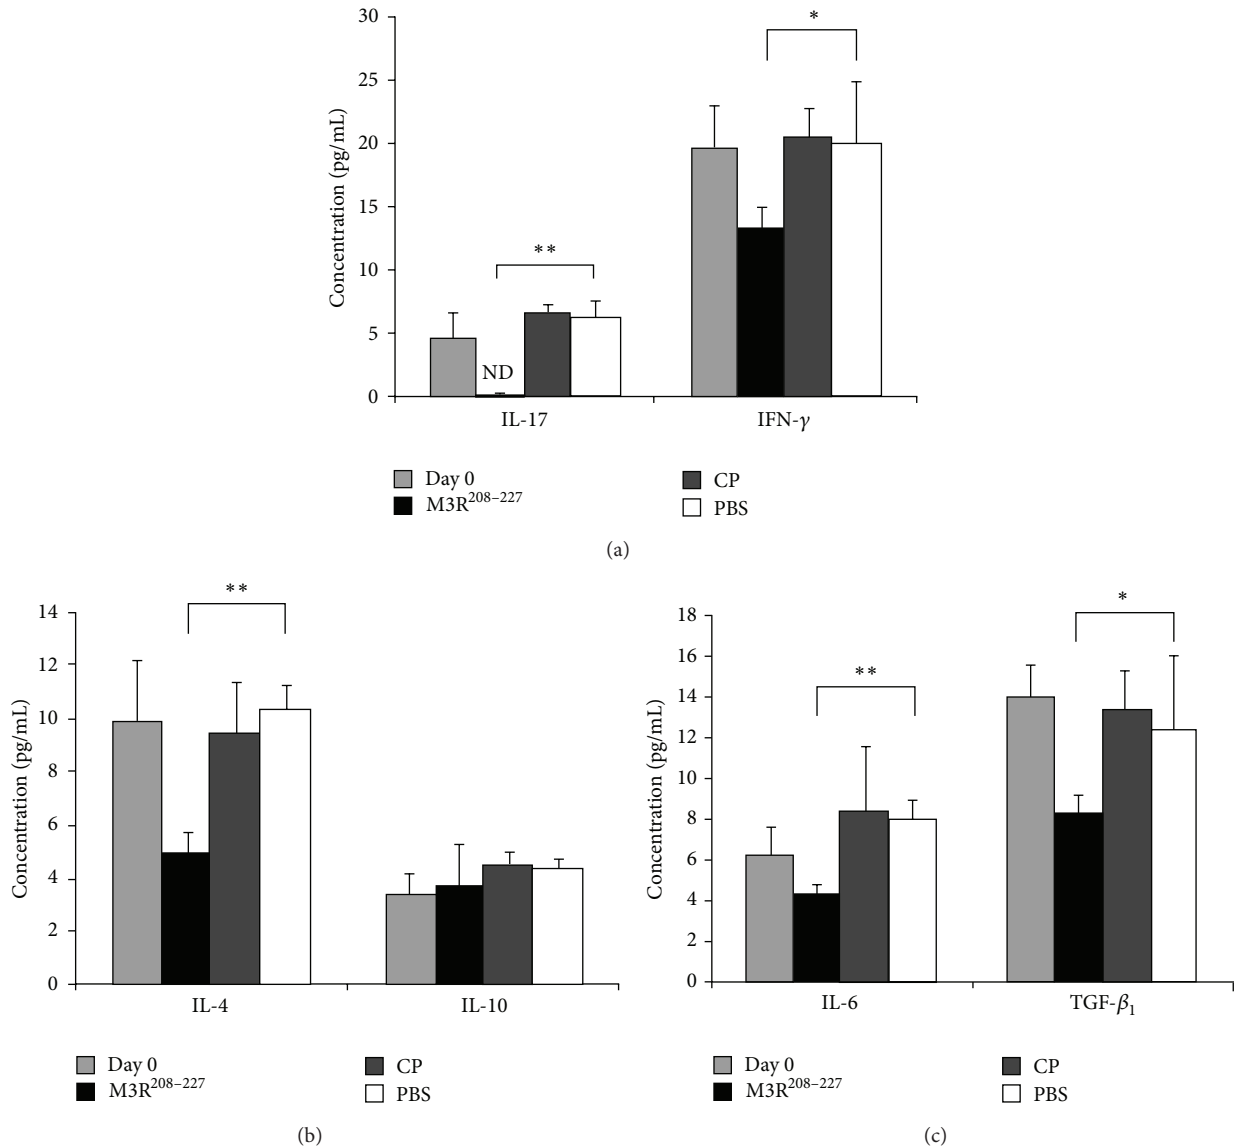 *
30
25
20
15
10
5
0
Concentration (pg/mL)
**
ND
IL-17 IFN-γ
Day 0 CP
M3R²⁰⁸⁻²²⁷ PBS
(a)
**
14
12
10
8
6
4
2
0
Concentration (pg/mL)
IL-4 IL-10
Day 0 CP
M3R²⁰⁸⁻²²⁷ PBS
(b)
*
**
18
16
14
12
10
8
6
4
2
0
Concentration (pg/mL)
IL-6 TGF-β₁
Day 0 CP
M3R²⁰⁸⁻²²⁷ PBS
(c)